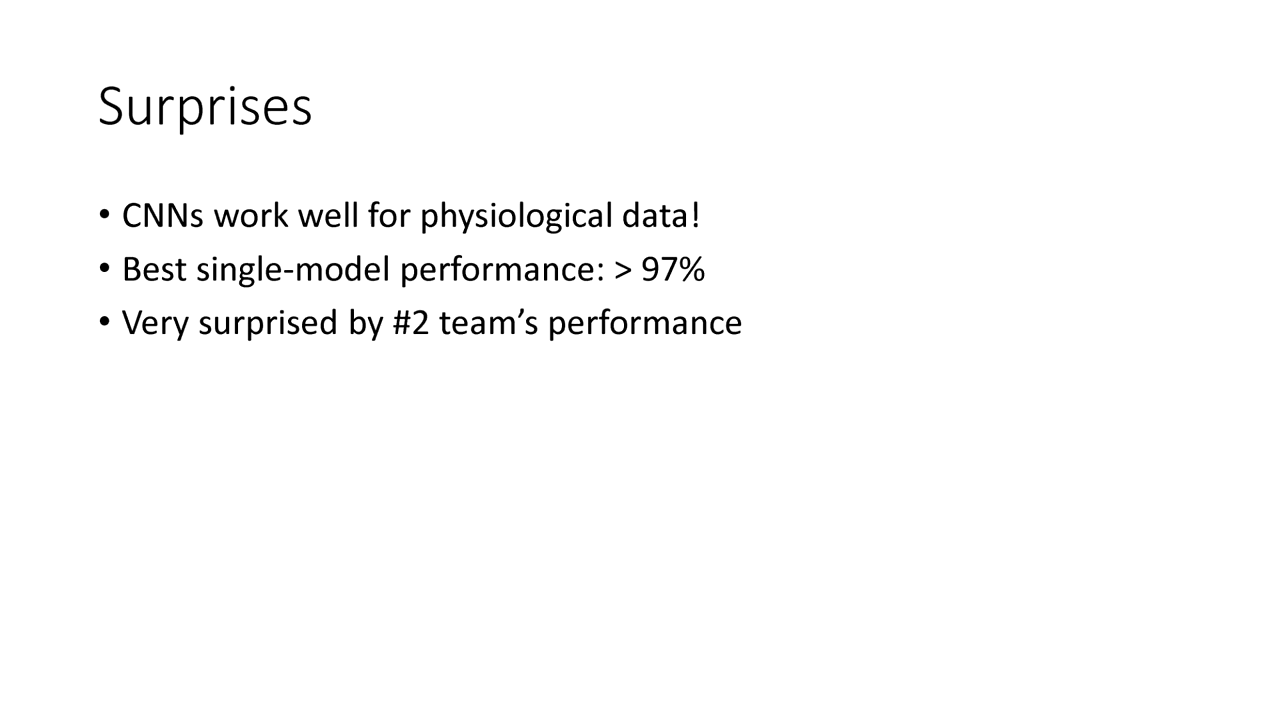 Surprises
• CNNs work well for physiological data!
• Best single-model performance: > 97%
• Very surprised by #2 team’s performance